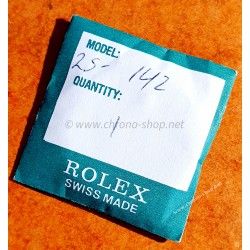 MODEL:
25- 142
QUANTITY:
1
© www.chrono-shop.net
ROLEX
SWISS MADE